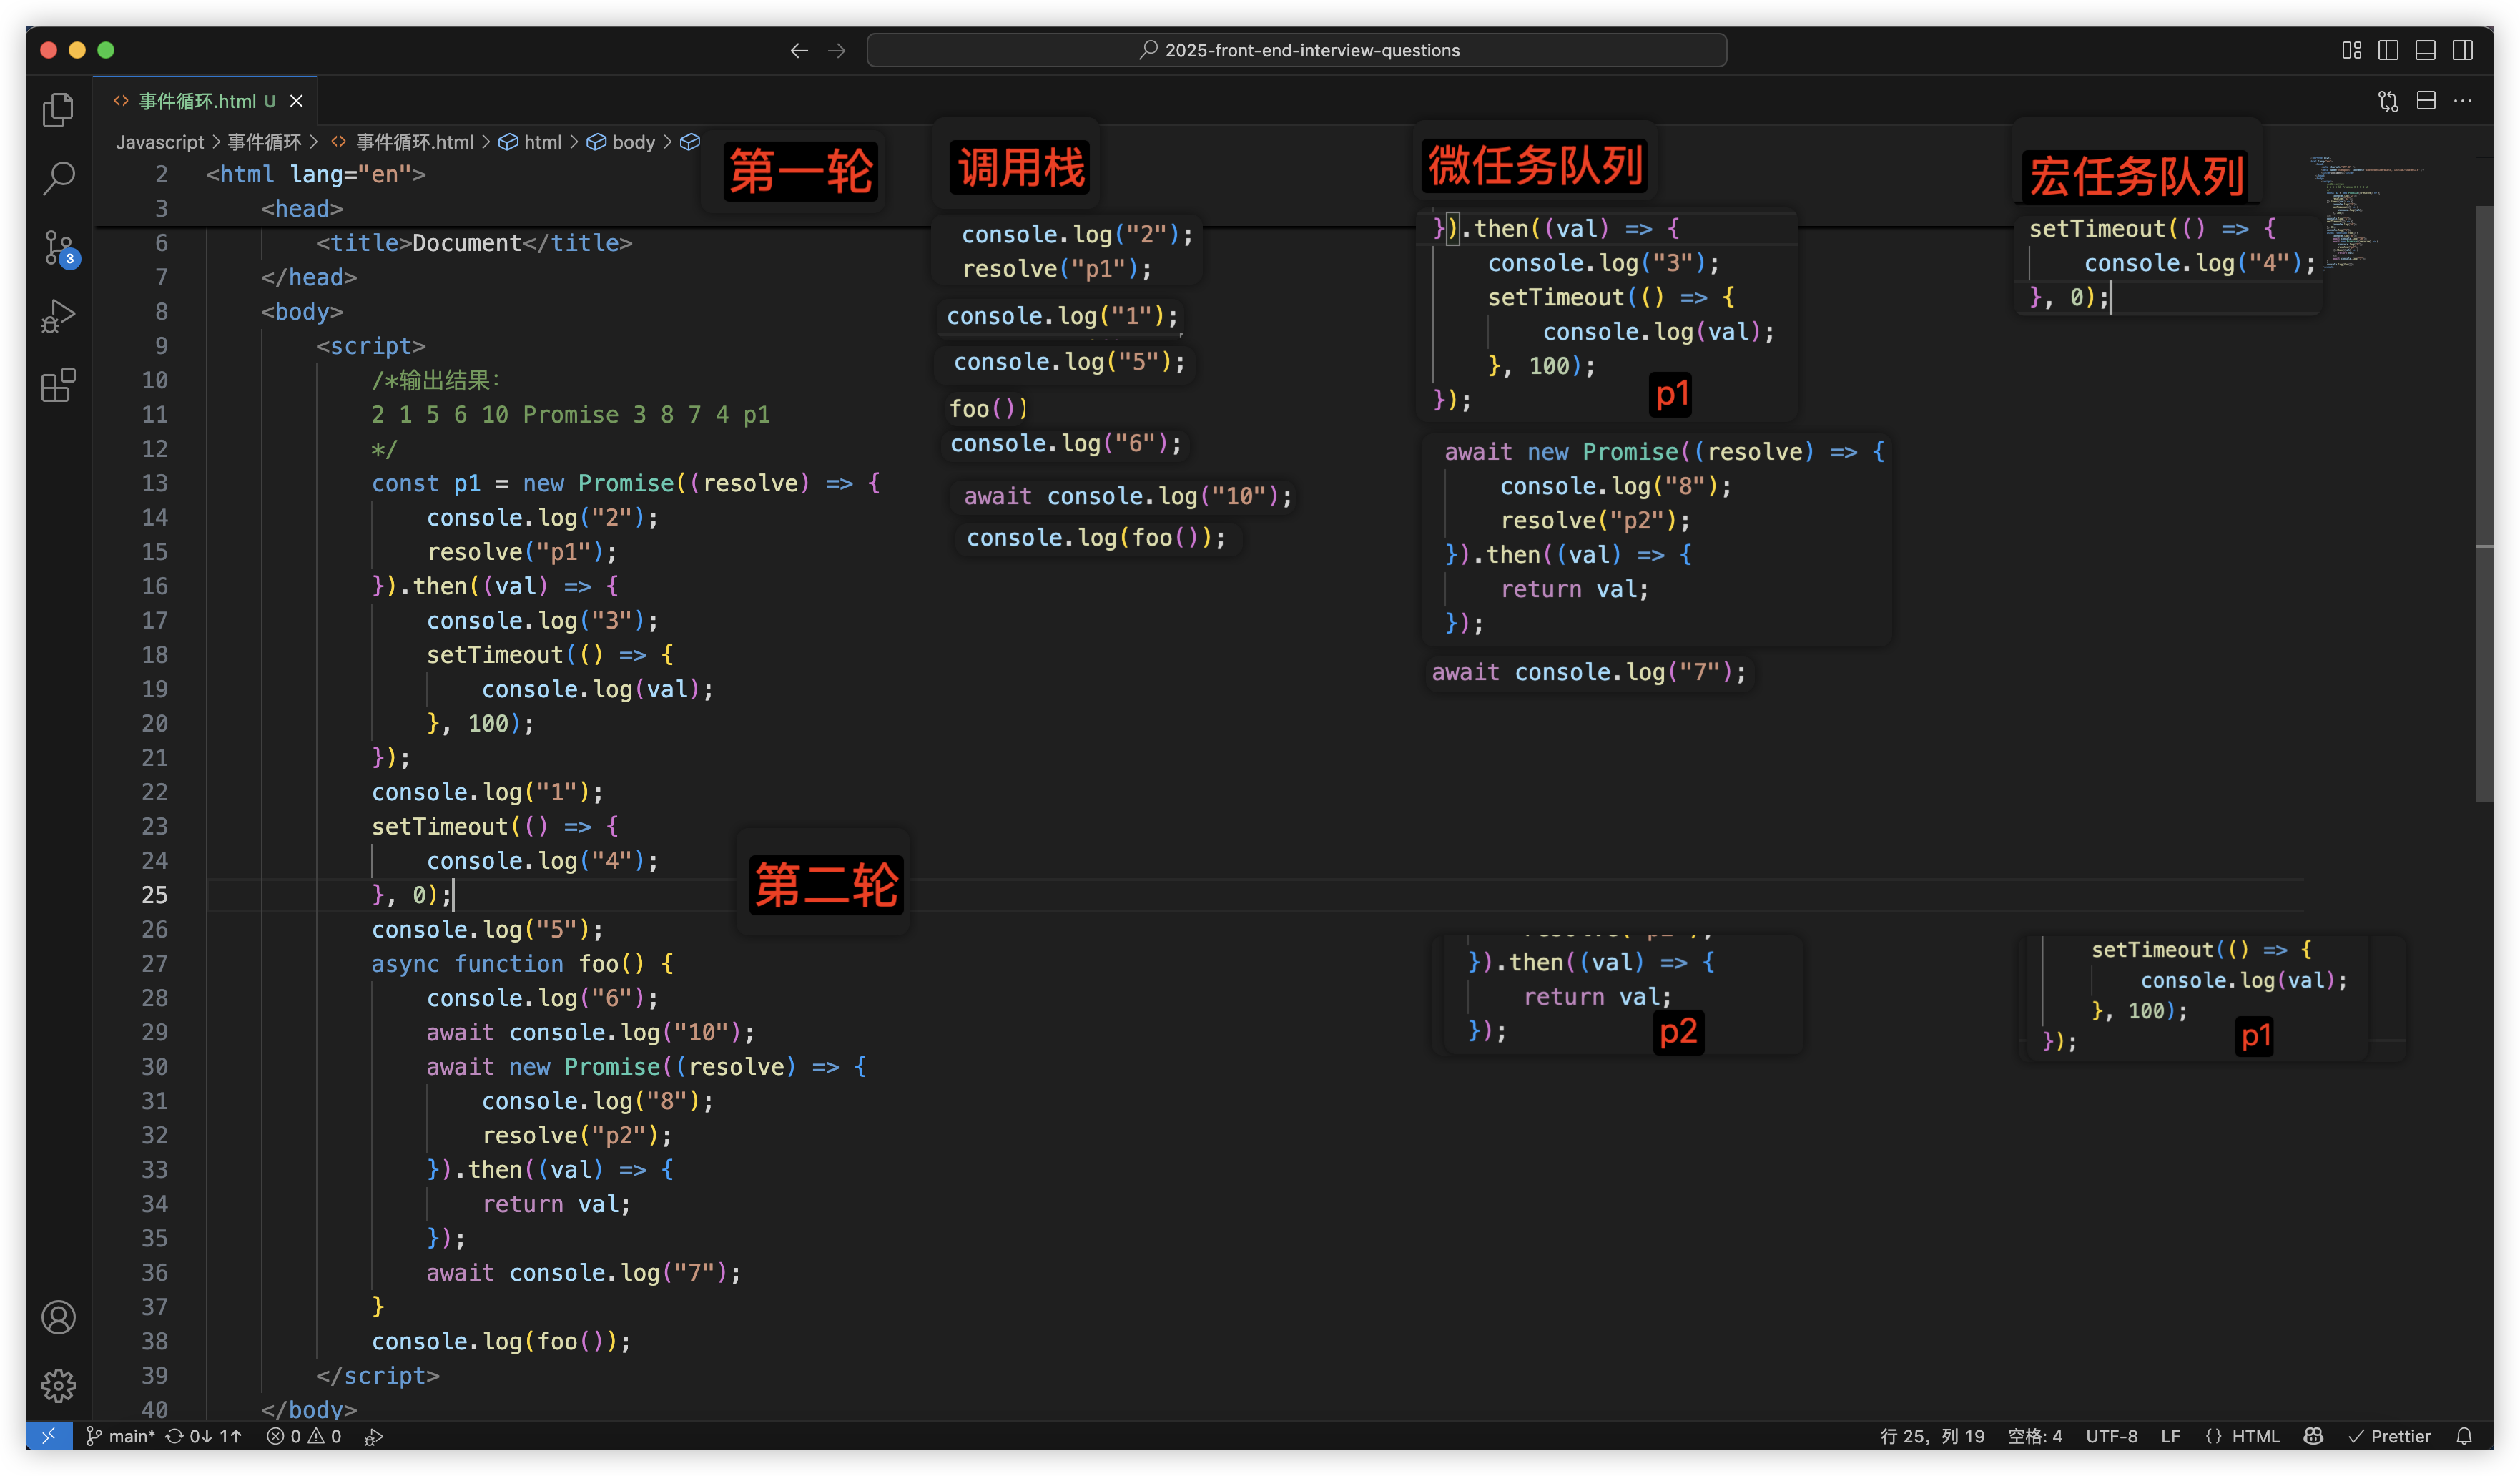 2025-front-end-interview-questions
事件循环.html U
Javascript > 事件循环 > 事件循环.html > html > body >
3
2 <html lang="en">
3 <head>
6 <title>Document</title>
7 </head>
8 <body>
9 <script>
10 /*输出结果：
11 2 1 5 6 10 Promise 3 8 7 4 p1
12 */
13 const p1 = new Promise((resolve) => {
14 console.log("2");
15 resolve("p1");
16 }).then((val) => {
17 console.log("3");
18 setTimeout(() => {
19 console.log(val);
20 }, 100);
21 });
22 console.log("1");
23 setTimeout(() => {
24 console.log("4");
25 }, 0);
26 console.log("5");
27 async function foo() {
28 console.log("6");
29 await console.log("10");
30 await new Promise((resolve) => {
31 console.log("8");
32 resolve("p2");
33 }).then((val) => {
34 return val;
35 });
36 await console.log("7");
37 }
38 console.log(foo());
39 </script>
40 </body>
第一轮
调用栈
console.log("2");
resolve("p1");
console.log("1");
console.log("5");
foo())
console.log("6");
await console.log("10");
console.log(foo());
微任务队列
}).then((val) => {
console.log("3");
setTimeout(() => {
console.log(val);
}, 100);
});
p1
await new Promise((resolve) => {
console.log("8");
resolve("p2");
}).then((val) => {
return val;
});
await console.log("7");
宏任务队列
setTimeout(() => {
console.log("4");
}, 0);
第二轮
}).then((val) => {
return val;
});
p2
setTimeout(() => {
console.log(val);
}, 100);
});
p1
main* 0↓ 1↑ 0 0
行 25，列 19 空格: 4 UTF-8 LF {} HTML Prettier